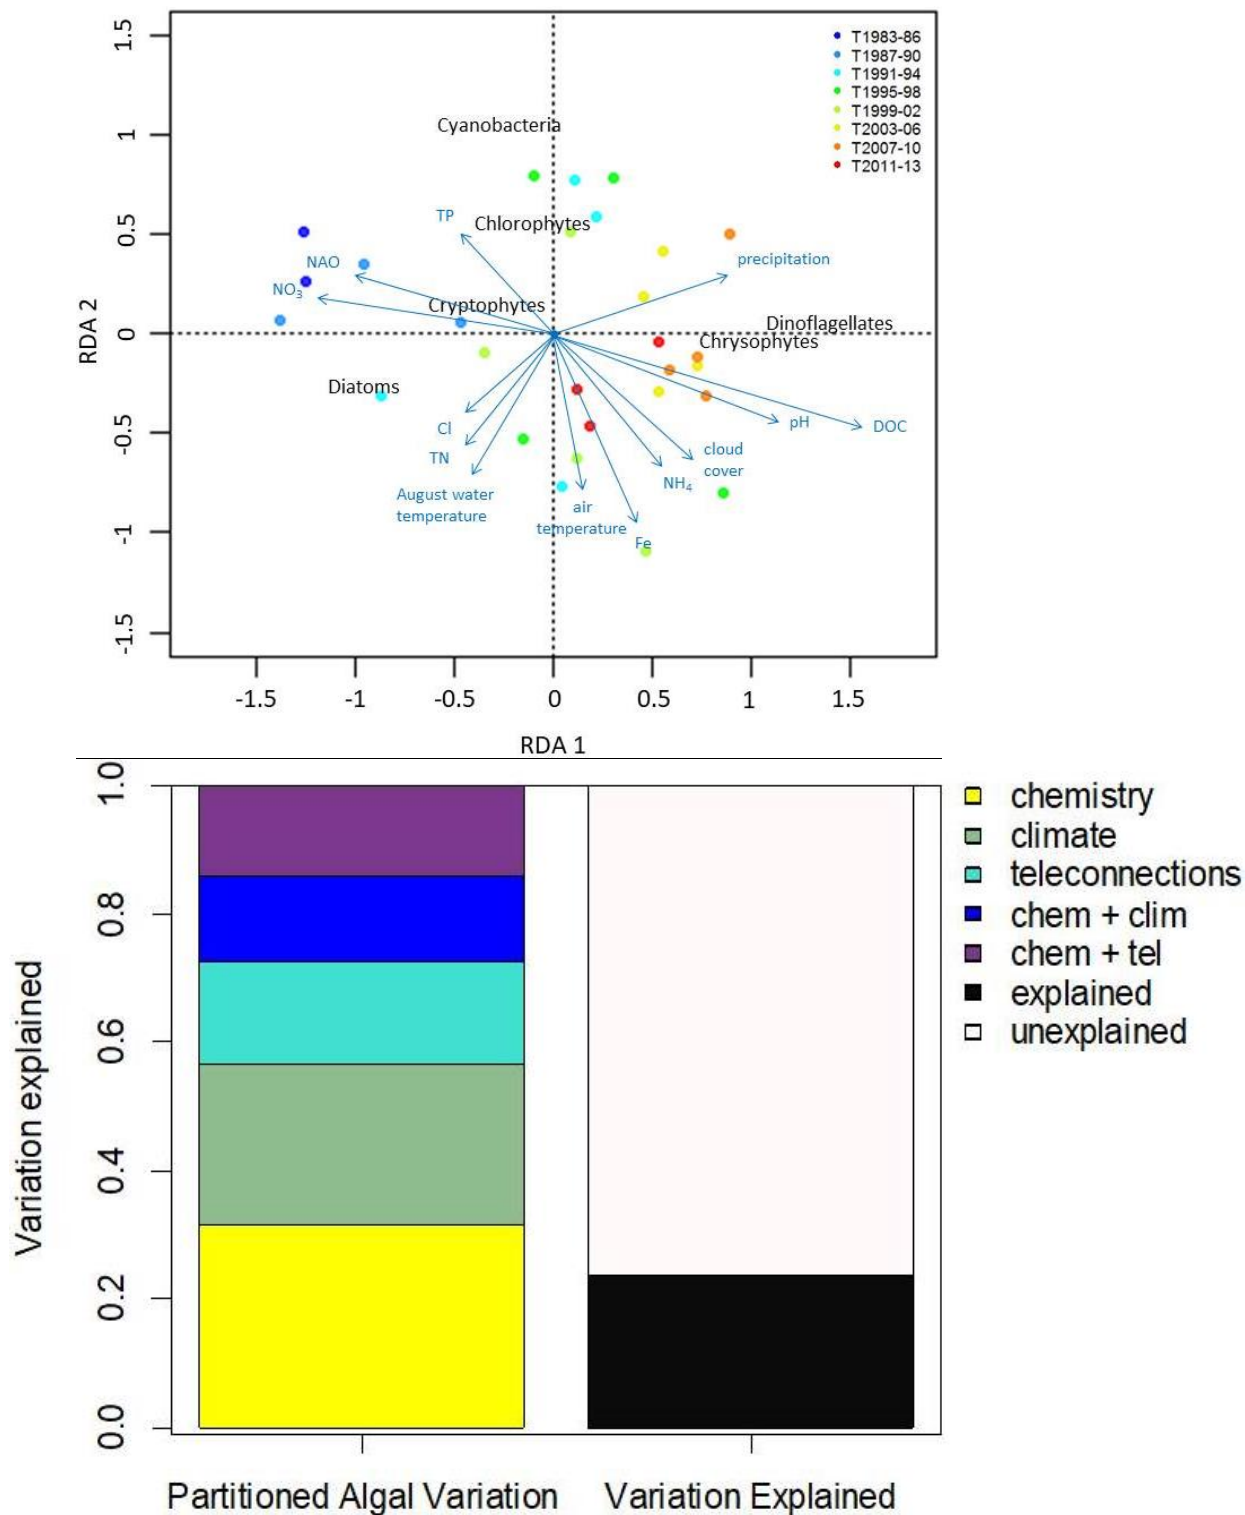 1.5
1
0.5
0
-0.5
-1
-1.5
RDA 2
T1983-86
T1987-90
T1991-94
T1995-98
T1999-02
T2003-06
T2007-10
T2011-13
Cyanobacteria
TP
Chlorophytes
NAO
precipitation
NO₃
Cryptophytes
Dinoflagellates
Chrysophytes
Diatoms
Cl
pH
DOC
TN
cloud
cover
NH₄
August water
temperature
air
temperature
Fe
-1.5
-1
-0.5
0
0.5
1
1.5
RDA 1
1.0
0.8
0.6
0.4
0.2
0.0
Variation explained
chemistry
climate
teleconnections
chem + clim
chem + tel
explained
unexplained
Partitioned Algal Variation
Variation Explained